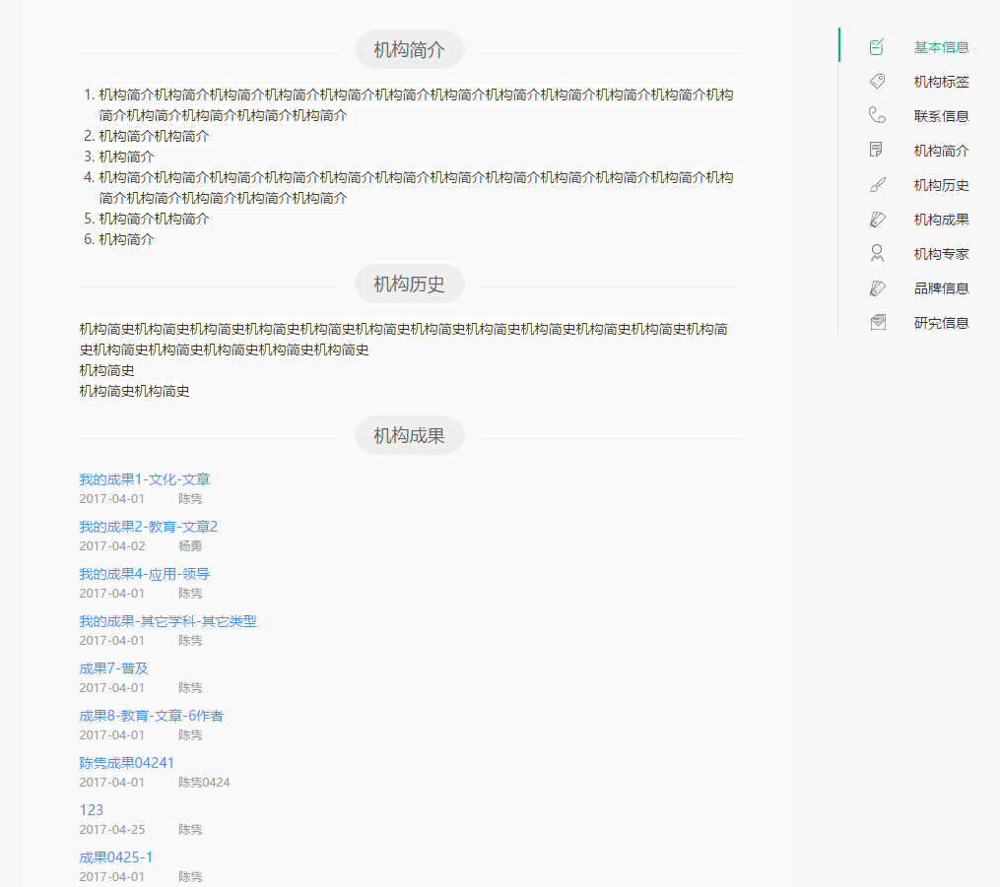 机构简介
1. 机构简介机构简介机构简介机构简介机构简介机构简介机构简介机构简介机构简介机构简介机构简介机构
简介机构简介机构简介机构简介机构简介
2. 机构简介机构简介
3. 机构简介
4. 机构简介机构简介机构简介机构简介机构简介机构简介机构简介机构简介机构简介机构简介机构简介机构
简介机构简介机构简介机构简介机构简介
5. 机构简介机构简介
6. 机构简介
机构历史
机构简史机构简史机构简史机构简史机构简史机构简史机构简史机构简史机构简史机构简史机构简史机构简
史机构简史机构简史机构简史机构简史机构简史
机构简史
机构简史机构简史
机构成果
我的成果1-文化-文章
2017-04-01 陈隽
我的成果2-教育-文章2
2017-04-02 杨勇
我的成果4-应用-领导
2017-04-01 陈隽
我的成果-其它学科-其它类型
2017-04-01 陈隽
成果7-普及
2017-04-01 陈隽
成果8-教育-文章-6作者
2017-04-01 陈隽
陈隽成果04241
2017-04-01 陈隽0424
123
2017-04-25 陈隽
成果0425-1
2017-04-01 陈隽
基本信息
机构标签
联系信息
机构简介
机构历史
机构成果
机构专家
品牌信息
研究信息